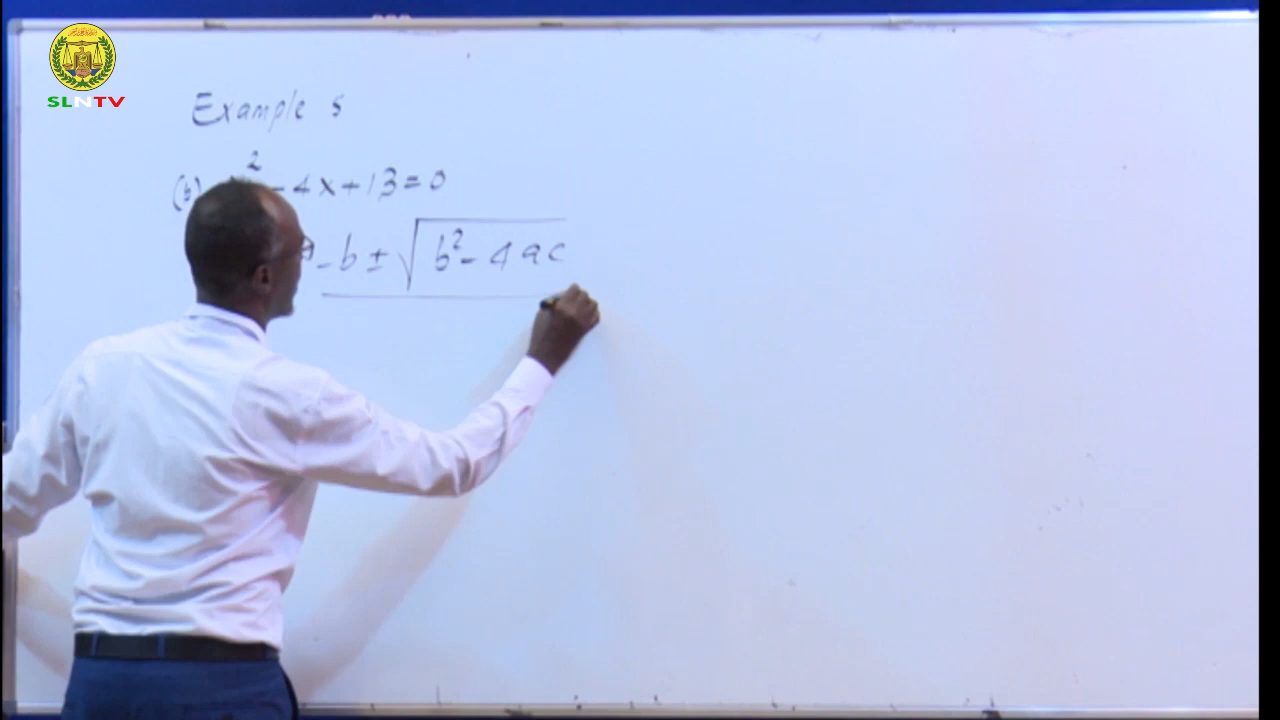 SLNTV
Example 5
(b) 2 - 4x + 13 = 0
-b ± √b² - 4ac